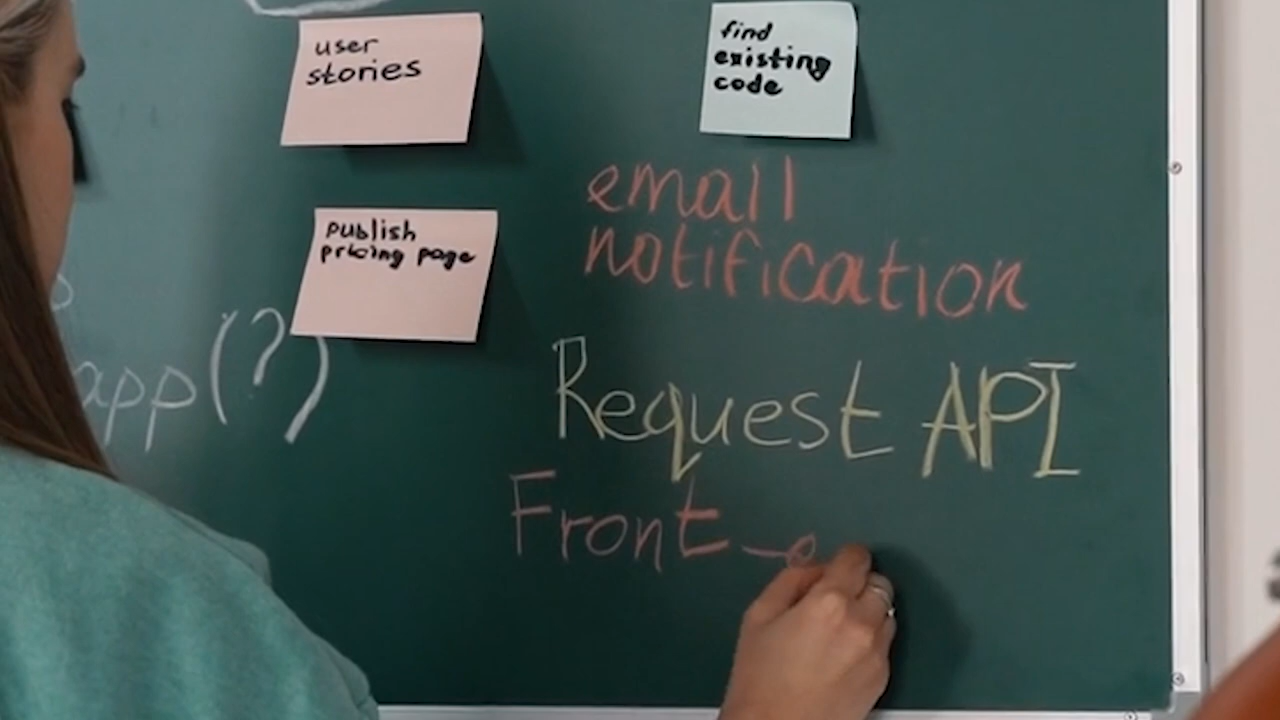 user
stories
find
existing
code
publish
pricing page
email
notification
app(?)
Request API
Front-e